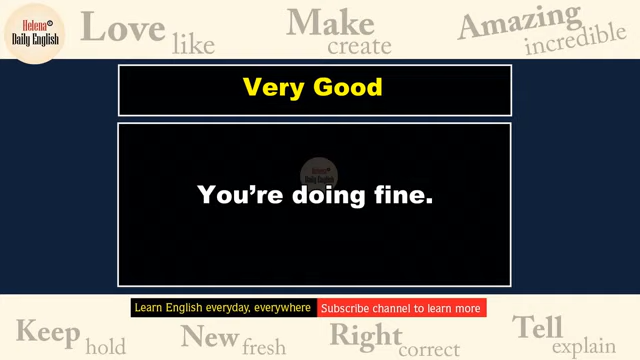 Helena
Daily English
Love like
Make create
Amazing incredible
Very Good
Helena
Daily English
You're doing fine.
Learn English everyday, everywhere
Subscribe channel to learn more
Keep hold
New fresh
Right correct
Tell explain